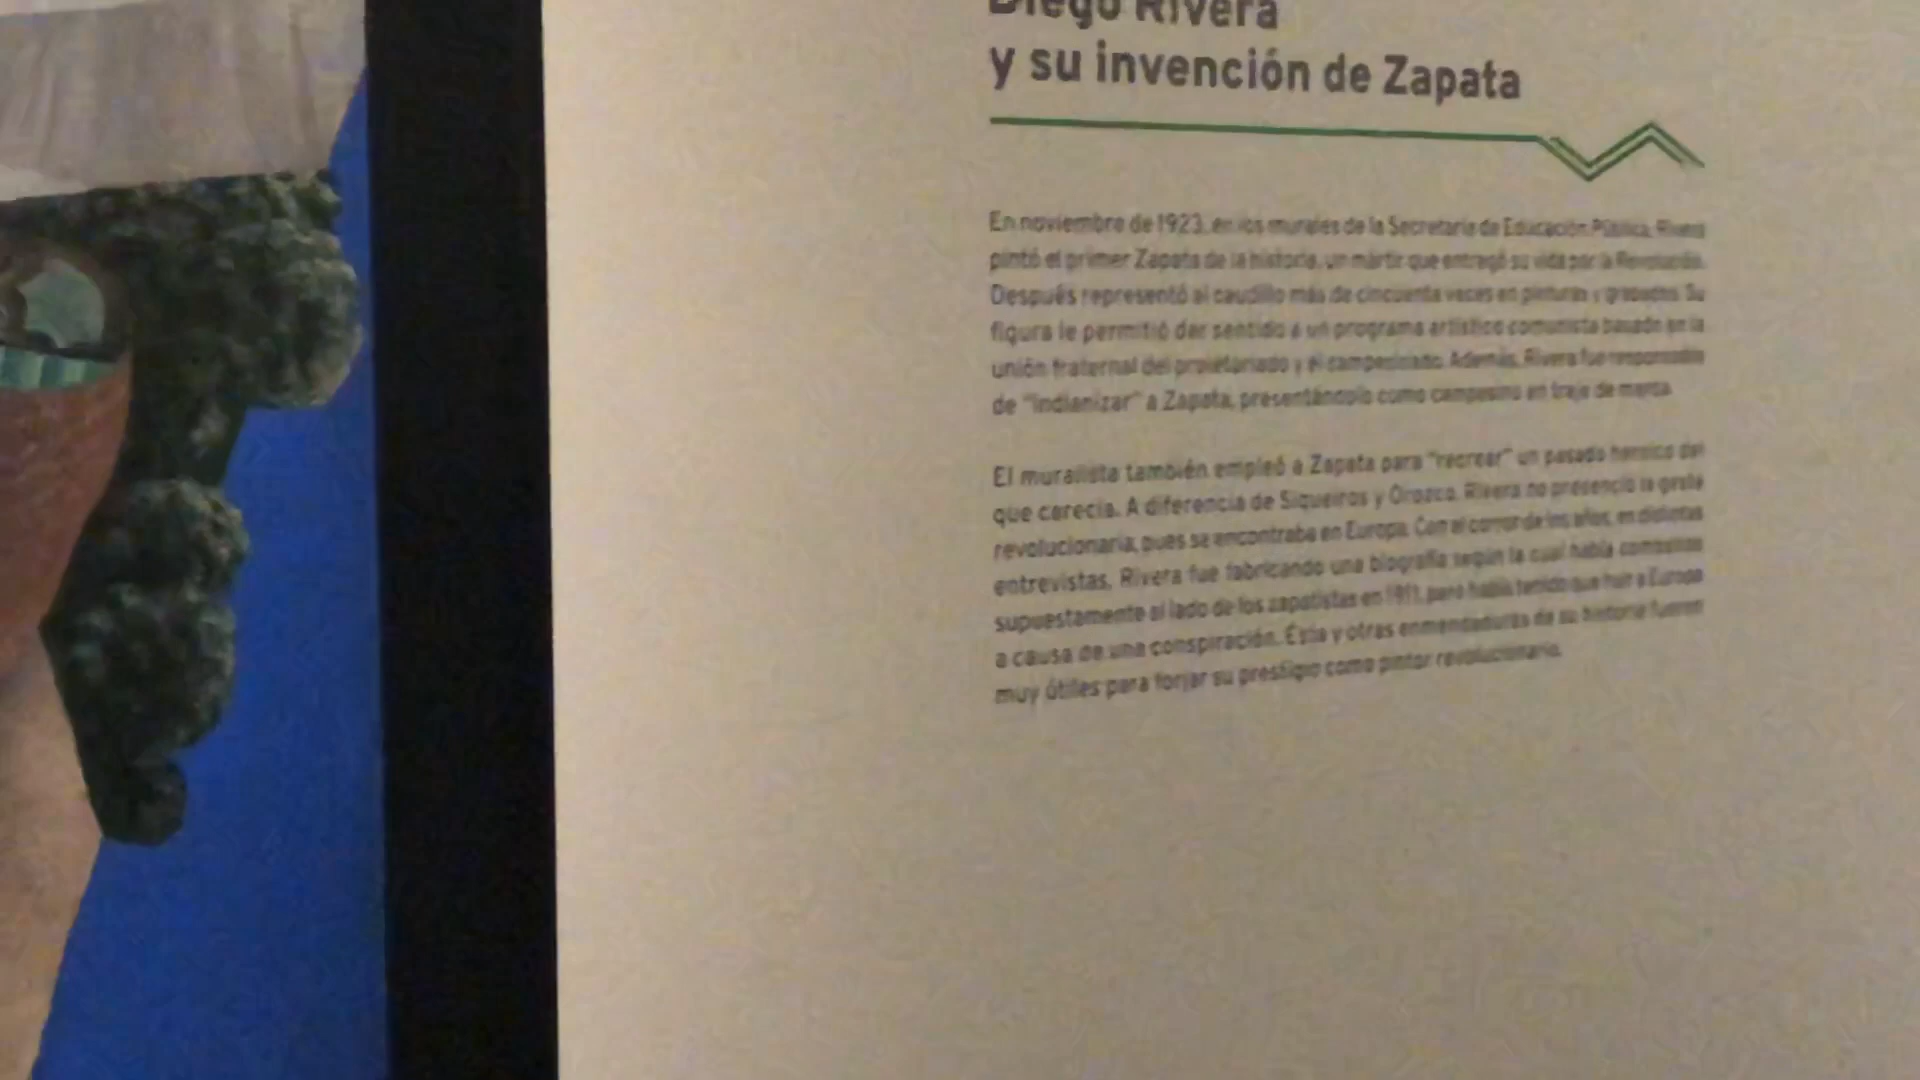 Diego Rivera
y su invención de Zapata
En noviembre de 1923, en los murales de la Secretaría de Educación Pública, Rivera
pintó el primer Zapata de la historia, un mártir que entregó su vida por la Revolución.
Después representó al caudillo más de cincuenta veces en pinturas y grabados. Su
figura le permitió dar sentido a un programa artístico comunista basado en la
unión fraternal del proletariado y el campesinado. Además, Rivera fue responsable
de "indianizar" a Zapata, presentándolo como campesino en traje de manta.
El muralista también empleó a Zapata para "recrear" un pasado heroico del
que carecía. A diferencia de Siqueiros y Orozco, Rivera no presenció la gesta
revolucionaria, pues se encontraba en Europa. Con el correr de los años, en distintas
entrevistas, Rivera fue fabricando una biografía según la cual había combatido
supuestamente al lado de los zapatistas en 1911, pero había tenido que huir a Europa
a causa de una conspiración. Ésta y otras enmendaduras de su historia fueron
muy útiles para forjar su prestigio como pintor revolucionario.